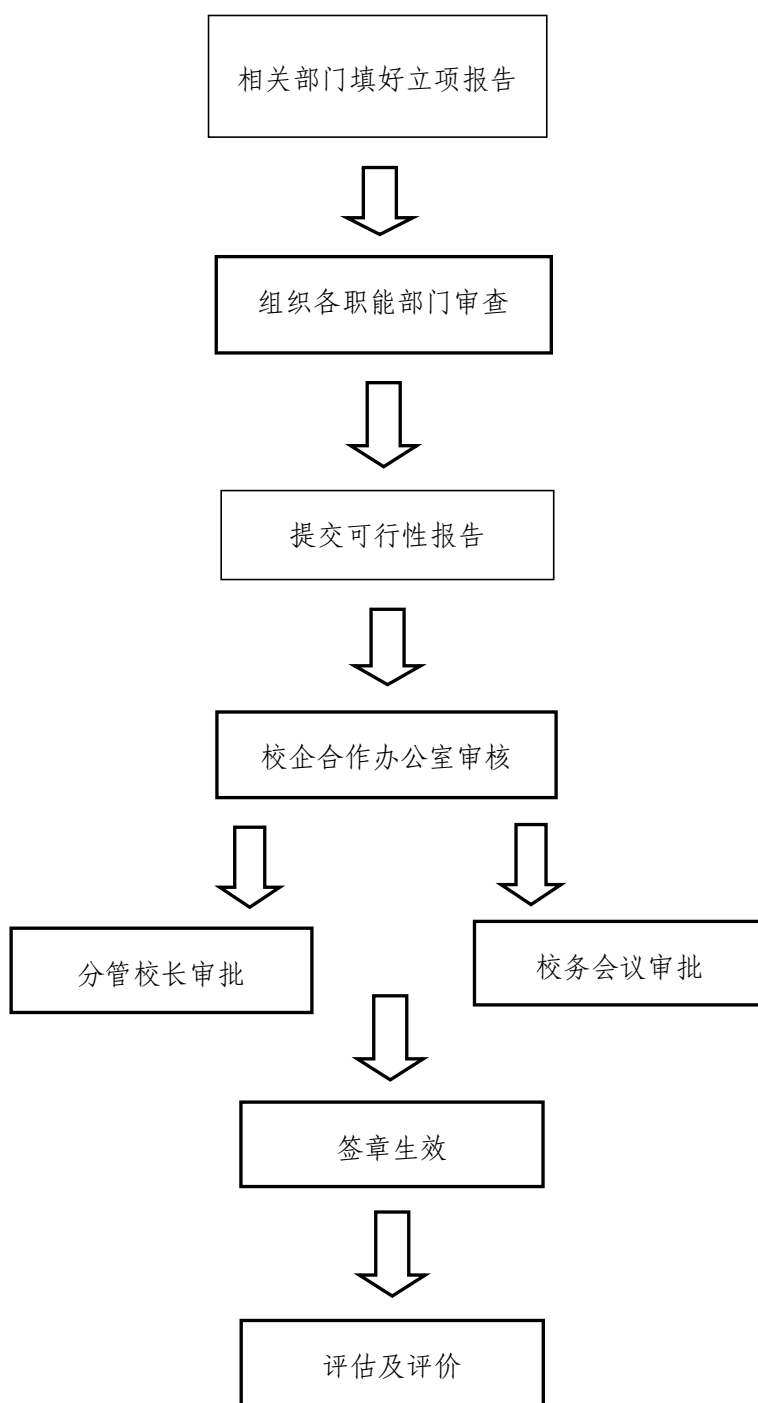 相关部门填好立项报告
组织各职能部门审查
提交可行性报告
校企合作办公室审核
分管校长审批
校务会议审批
签章生效
评估及评价